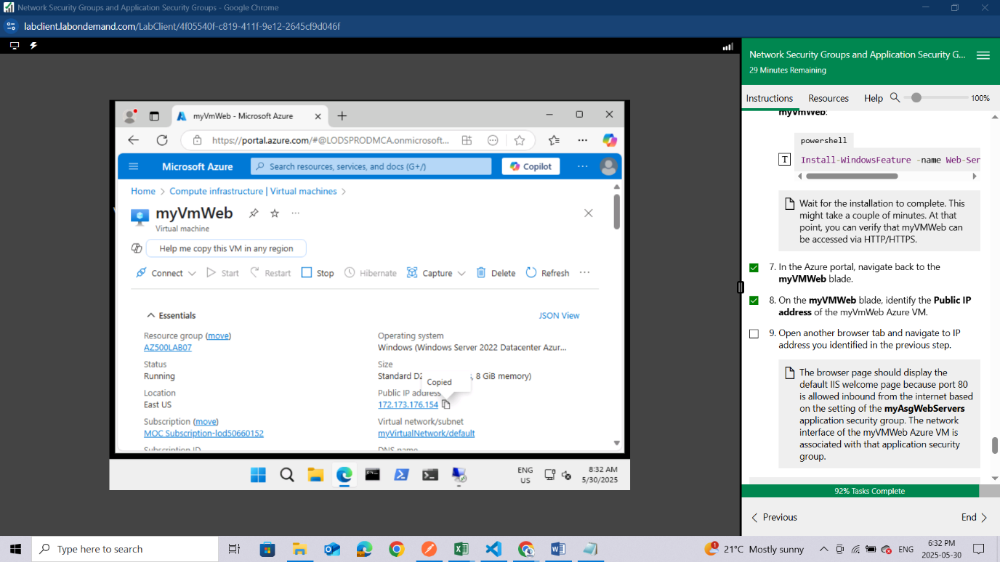 Network Security Groups and Application Security Groups - Google Chrome
labclient.labondemand.com/LabClient/4f05540f-c819-411f-9e12-2645cf9d046f
myVmWeb - Microsoft Azure
https://portal.azure.com/#@LODSPRODMCA.onmicrosoft...
Microsoft Azure
Search resources, services, and docs (G+/)
Copilot
Home > Compute infrastructure | Virtual machines >
myVmWeb
Virtual machine
Help me copy this VM in any region
Connect Start Restart Stop Hibernate Capture Delete Refresh
Essentials
JSON View
Resource group (move)
AZ500LAB07
Status
Running
Location
East US
Subscription (move)
MOC Subscription-lod50660152
Subscription ID
Operating system
Windows (Windows Server 2022 Datacenter Azur...
Size
Standard D2 , 8 GiB memory)
Copied
Public IP address
172.173.176.154
Virtual network/subnet
myVirtualNetwork/default
DNS name
ENG
US
8:32 AM
5/30/2025
Network Security Groups and Application Security G...
29 Minutes Remaining
Instructions Resources Help 100%
myVmWeb:
powershell
T
Install-WindowsFeature -name Web-Ser
Wait for the installation to complete. This
might take a couple of minutes. At that
point, you can verify that myVMWeb can
be accessed via HTTP/HTTPS.
7. In the Azure portal, navigate back to the
myVMWeb blade.
8. On the myVMWeb blade, identify the Public IP
address of the myVmWeb Azure VM.
9. Open another browser tab and navigate to IP
address you identified in the previous step.
The browser page should display the
default IIS welcome page because port 80
is allowed inbound from the internet based
on the setting of the myAsgWebServers
application security group. The network
interface of the myVMWeb Azure VM is
associated with that application security
group.
92% Tasks Complete
Previous
End
Type here to search
1
21°C Mostly sunny
ENG
6:32 PM
2025-05-30